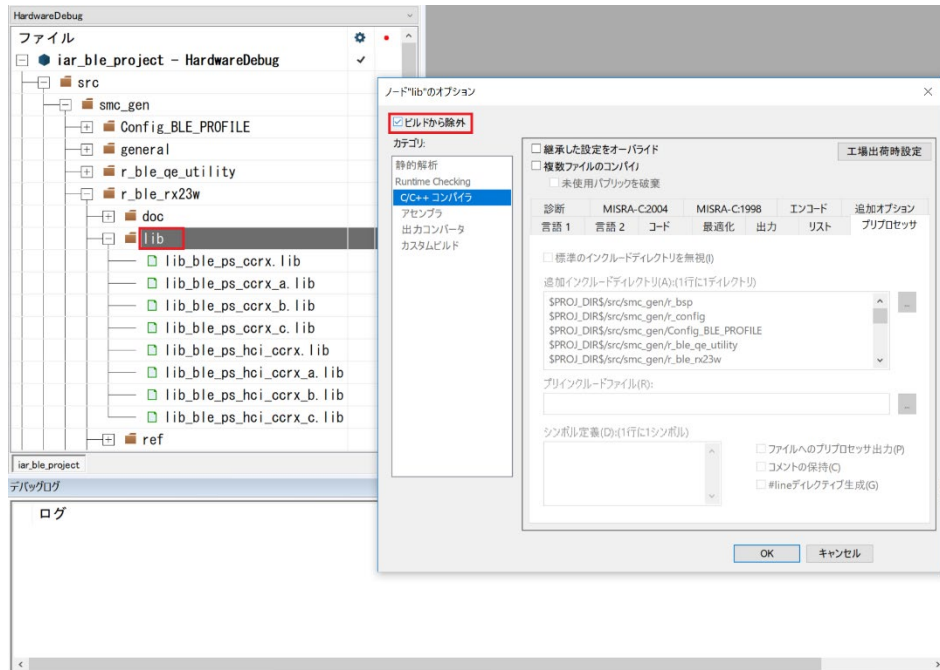 HardwareDebug
ファイル
iar_ble_project - HardwareDebug
src
smc_gen
Config_BLE_PROFILE
general
r_ble_qe_utility
r_ble_rx23w
doc
lib
lib_ble_ps_ccrx.lib
lib_ble_ps_ccrx_a.lib
lib_ble_ps_ccrx_b.lib
lib_ble_ps_ccrx_c.lib
lib_ble_ps_hci_ccrx.lib
lib_ble_ps_hci_ccrx_a.lib
lib_ble_ps_hci_ccrx_b.lib
lib_ble_ps_hci_ccrx_c.lib
ref
iar_ble_project
デバッグログ
ログ
ノード"lib"のオプション
ビルドから除外
カテゴリ:
静的解析
Runtime Checking
C/C++ コンパイラ
アセンブラ
出力コンバータ
カスタムビルド
継承した設定をオーバライド
工場出荷時設定
複数ファイルのコンパイル
未使用パブリックを破棄
診断 MISRA-C:2004 MISRA-C:1998 エンコード 追加オプション
言語 1 言語 2 コード 最適化 出力 リスト プリプロセッサ
標準のインクルードディレクトリを無視(I)
追加インクルードディレクトリ(A):(1行に1ディレクトリ)
$PROJ_DIR$/src/smc_gen/r_bsp
$PROJ_DIR$/src/smc_gen/r_config
$PROJ_DIR$/src/smc_gen/Config_BLE_PROFILE
$PROJ_DIR$/src/smc_gen/r_ble_qe_utility
$PROJ_DIR$/src/smc_gen/r_ble_rx23w
...
プリインクルードファイル(R):
...
シンボル定義(D):(1行に1シンボル)
ファイルへのプリプロセッサ出力(P)
コメントの保持(C)
#lineディレクティブ生成(G)
OK キャンセル